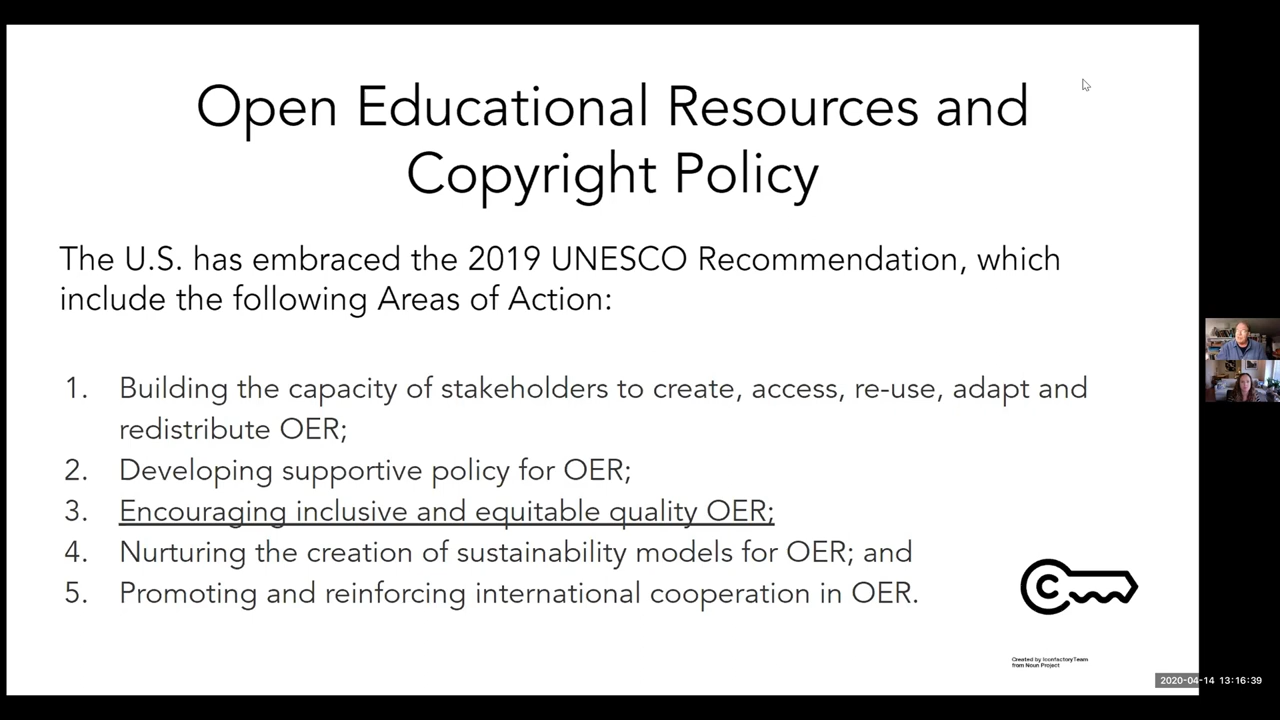 Open Educational Resources and
Copyright Policy
The U.S. has embraced the 2019 UNESCO Recommendation, which
include the following Areas of Action:
1. Building the capacity of stakeholders to create, access, re-use, adapt and
redistribute OER;
2. Developing supportive policy for OER;
3. Encouraging inclusive and equitable quality OER;
4. Nurturing the creation of sustainability models for OER; and
5. Promoting and reinforcing international cooperation in OER.
C
Created by IconfactoryTeam
from Noun Project
2020-04-14 13:16:39